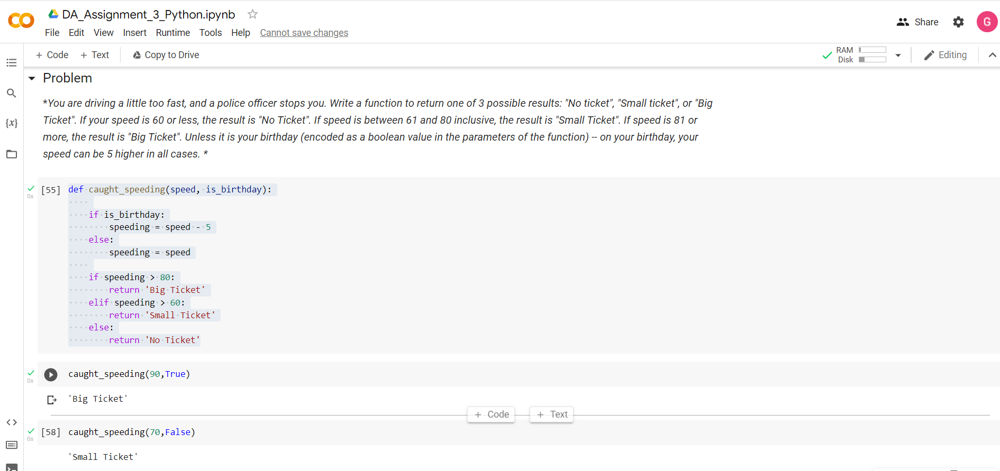 DA_Assignment_3_Python.ipynb
File Edit View Insert Runtime Tools Help Cannot save changes
Share
G
+ Code + Text Copy to Drive
RAM
Disk
Editing
Problem
*You are driving a little too fast, and a police officer stops you. Write a function to return one of 3 possible results: "No ticket", "Small ticket", or "Big
Ticket". If your speed is 60 or less, the result is "No Ticket". If speed is between 61 and 80 inclusive, the result is "Small Ticket". If speed is 81 or
more, the result is "Big Ticket". Unless it is your birthday (encoded as a boolean value in the parameters of the function) -- on your birthday, your
speed can be 5 higher in all cases. *
{x}
0s
[55] def caught_speeding(speed, is_birthday):
    if is_birthday:
        speeding = speed - 5
    else:
        speeding = speed
    if speeding > 80:
        return 'Big Ticket'
    elif speeding > 60:
        return 'Small Ticket'
    else:
        return 'No Ticket'
caught_speeding(90,True)
0s
'Big Ticket'
+ Code + Text
[58] caught_speeding(70,False)
0s
'Small Ticket'